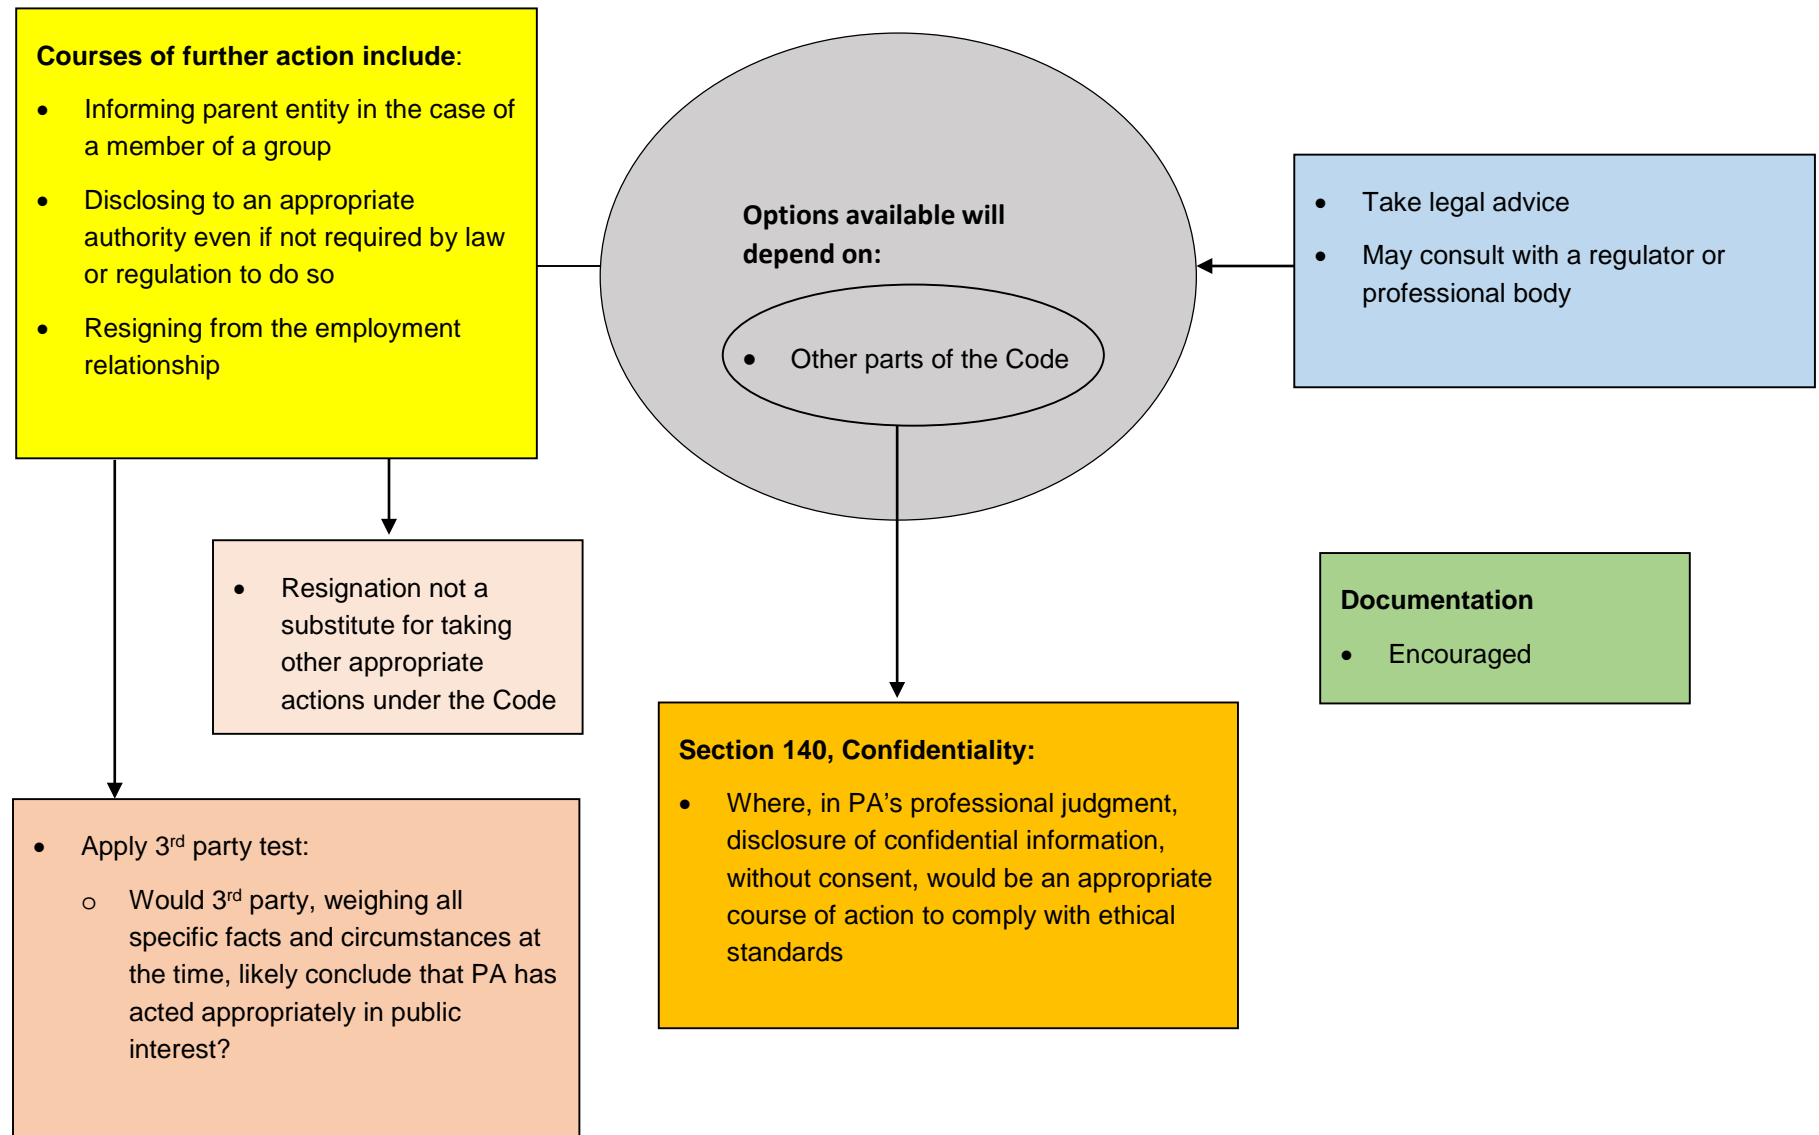 Courses of further action include:
• Informing parent entity in the case of
a member of a group
• Disclosing to an appropriate
authority even if not required by law
or regulation to do so
• Resigning from the employment
relationship
Options available will
depend on:
• Other parts of the Code
• Take legal advice
• May consult with a regulator or
professional body
• Resignation not a
substitute for taking
other appropriate
actions under the Code
Documentation
• Encouraged
• Apply 3rd party test:
o Would 3rd party, weighing all
specific facts and circumstances at
the time, likely conclude that PA has
acted appropriately in public
interest?
Section 140, Confidentiality:
• Where, in PA’s professional judgment,
disclosure of confidential information,
without consent, would be an appropriate
course of action to comply with ethical
standards